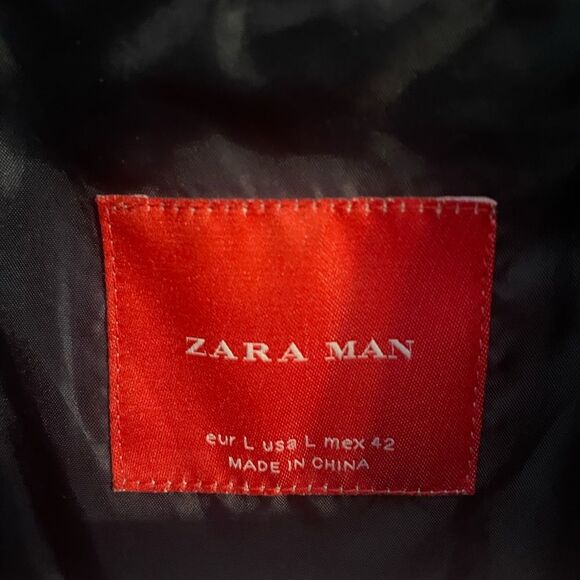 ZARA MAN
eur L usa L mex 42
MADE IN CHINA